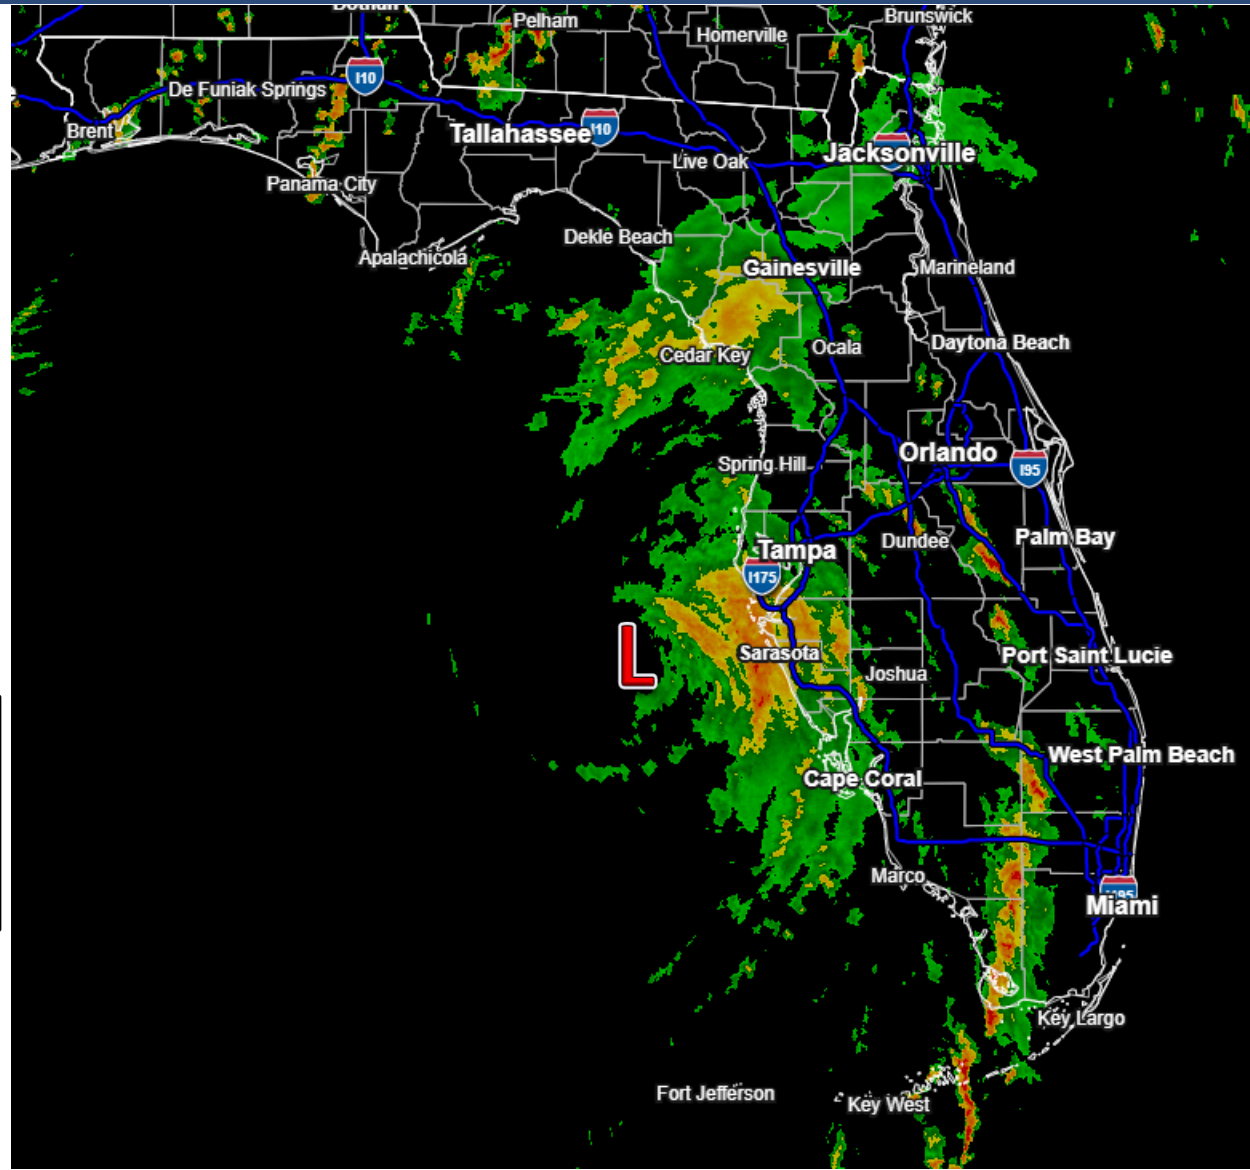 Dothan
Pelham
Brunswick
Homerville
I10
De Funiak Springs
Brent
Tallahassee
I10
Jacksonville
Live Oak
Panama City
Dekle Beach
Apalachicola
Gainesville
Marineland
Cedar Key
Ocala
Daytona Beach
Spring Hill
Orlando
I95
Dundee
Palm Bay
Tampa
I175
L
Sarasota
Joshua
Port Saint Lucie
West Palm Beach
Cape Coral
Marco
Miami
Key Largo
Fort Jefferson
Key West